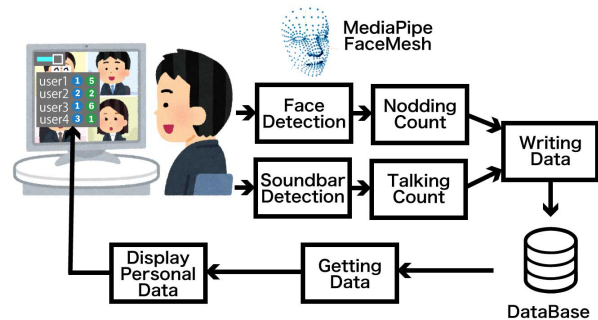 MediaPipe
FaceMesh
user1 1 5
user2 2 2
user3 1 6
user4 3 1
Face
Detection
Nodding
Count
Writing
Data
Soundbar
Detection
Talking
Count
Display
Personal
Data
Getting
Data
DataBase